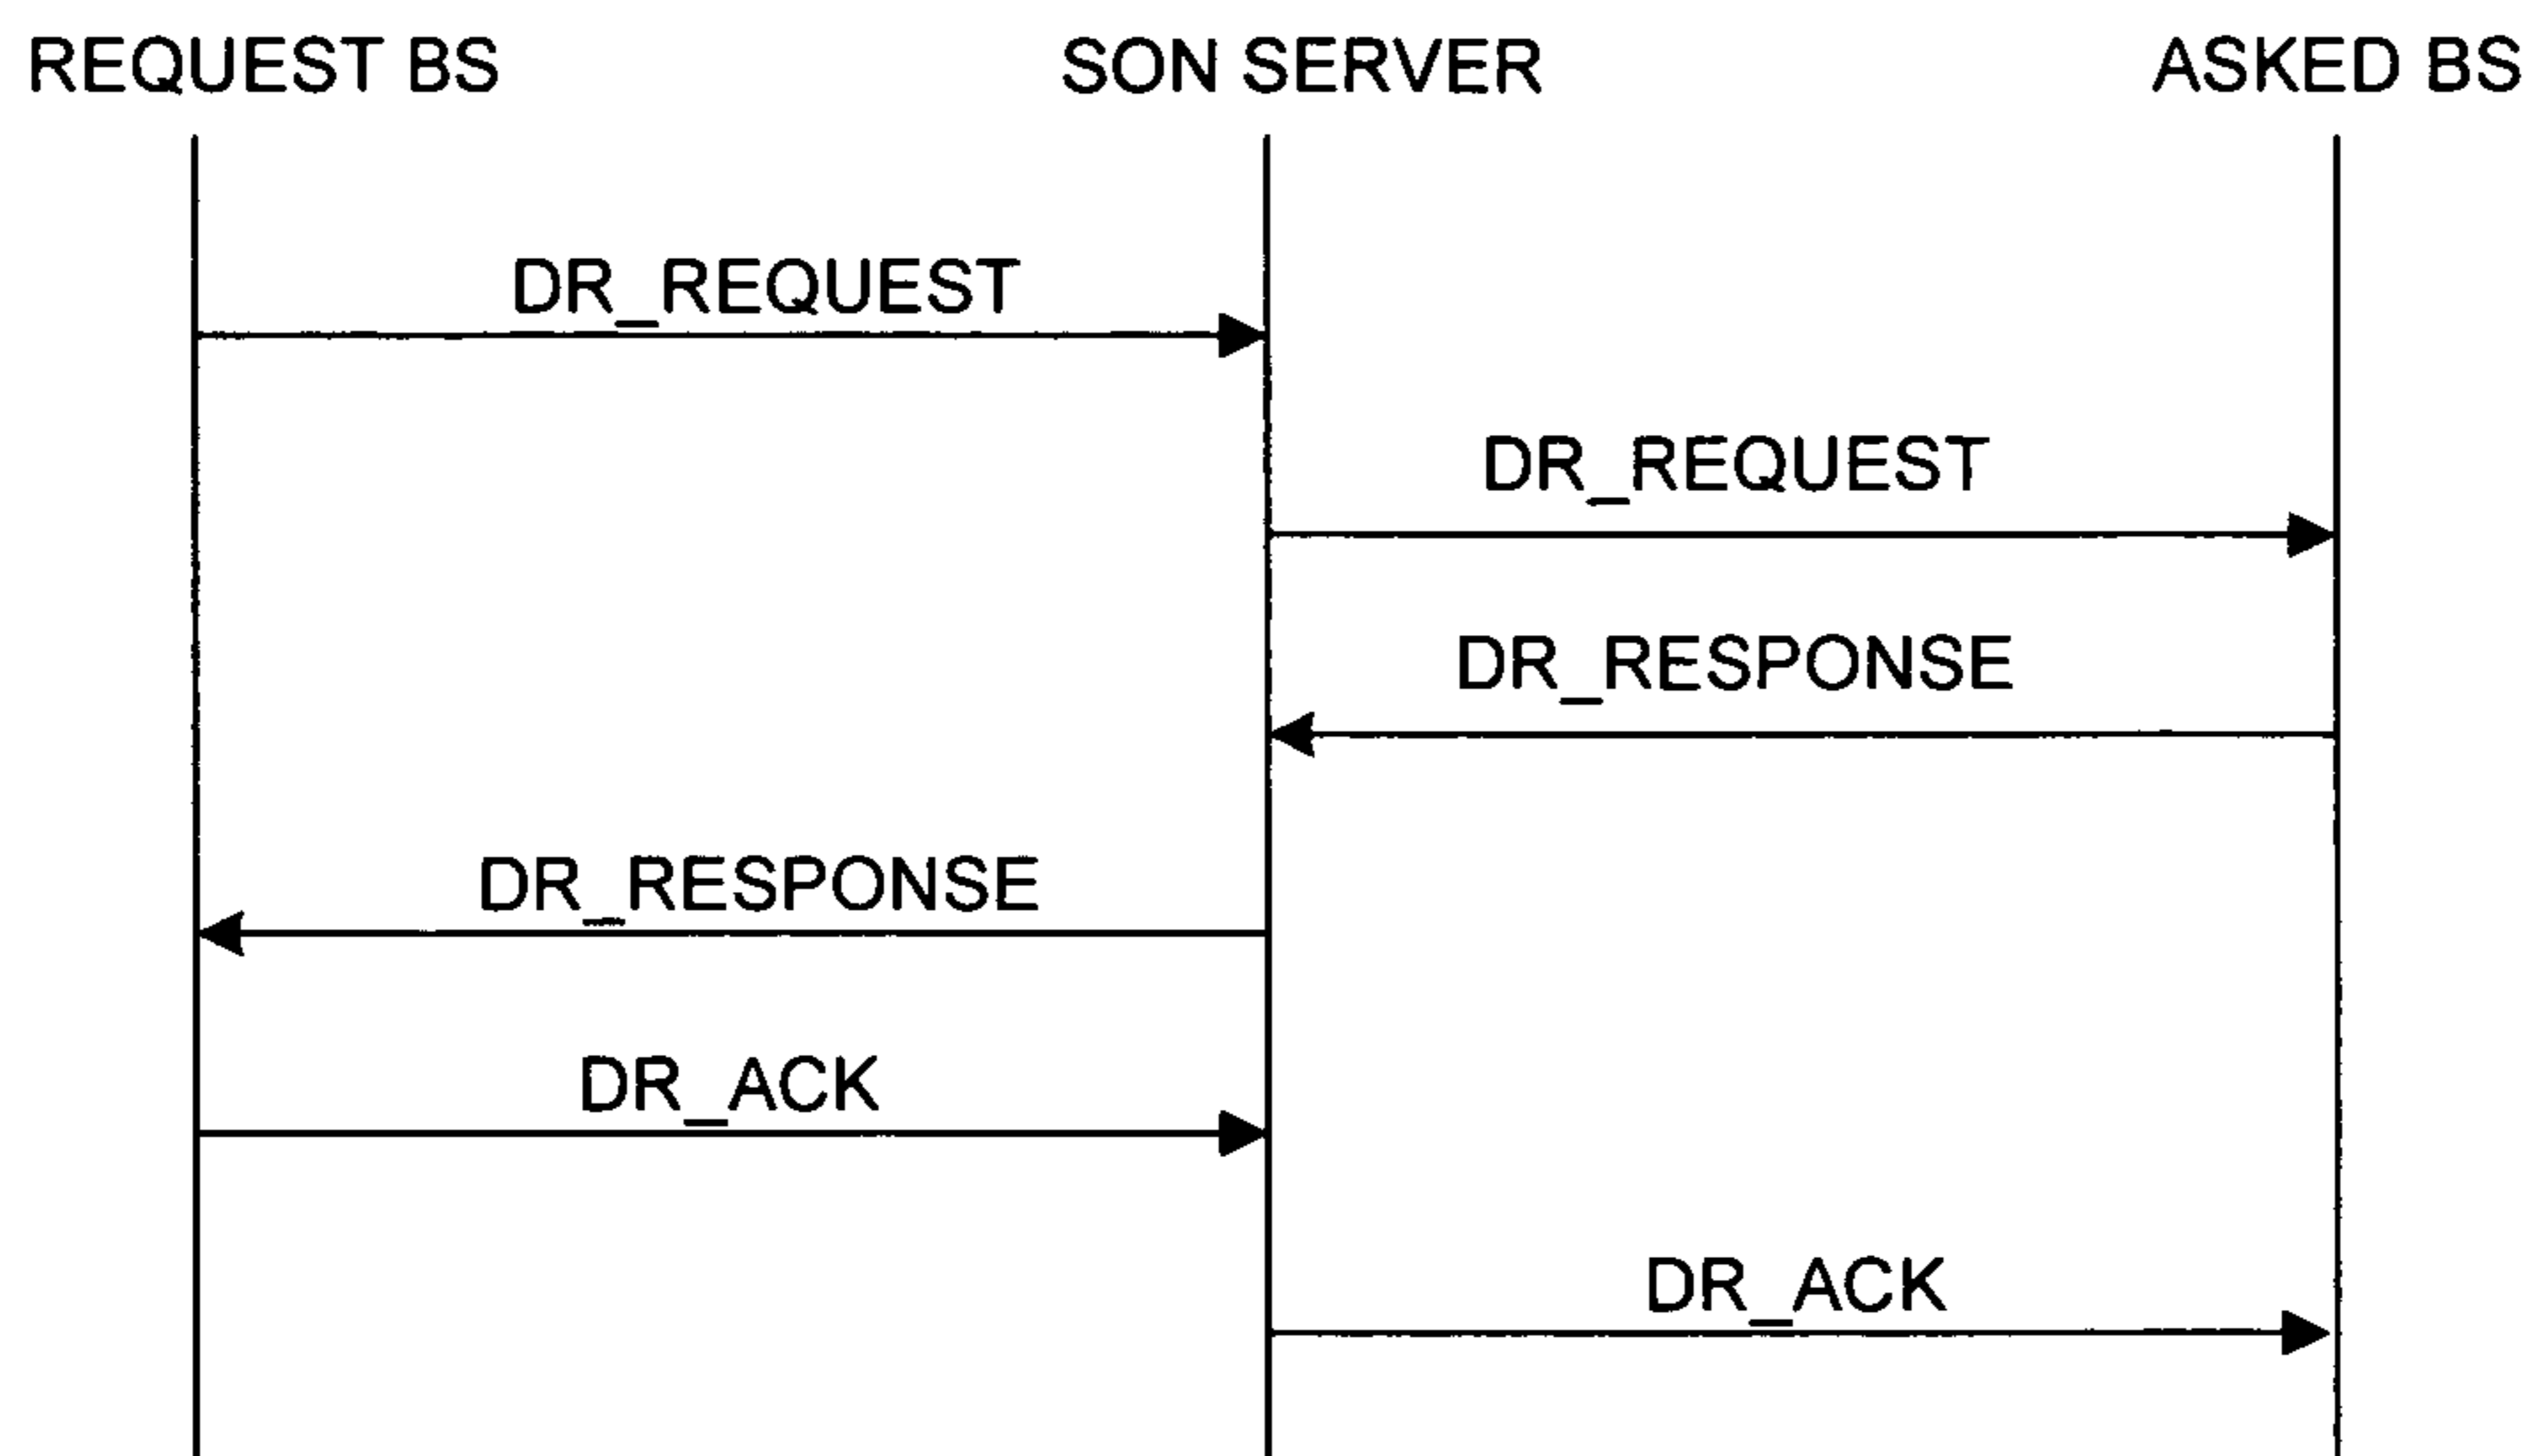 REQUEST BS SON SERVER ASKED BS
DR_REQUEST
DR_REQUEST
DR_RESPONSE
DR_RESPONSE
DR_ACK
DR_ACK